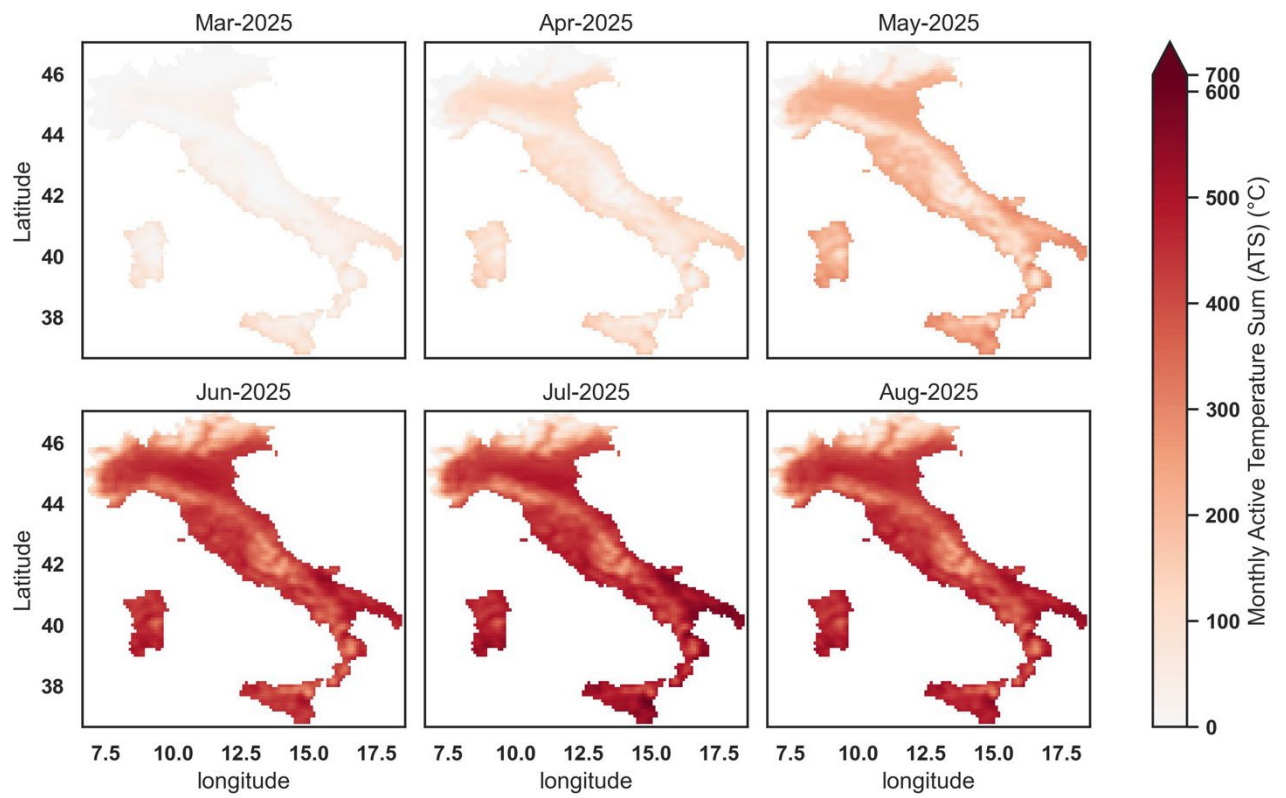 Mar-2025
Apr-2025
May-2025
46
44
42
40
38
Latitude
Jun-2025
Jul-2025
Aug-2025
46
44
42
40
38
Latitude
7.5 10.0 12.5 15.0 17.5
7.5 10.0 12.5 15.0 17.5
7.5 10.0 12.5 15.0 17.5
longitude
longitude
longitude
700
600
500
400
300
200
100
0
Monthly Active Temperature Sum (ATS) (°C)